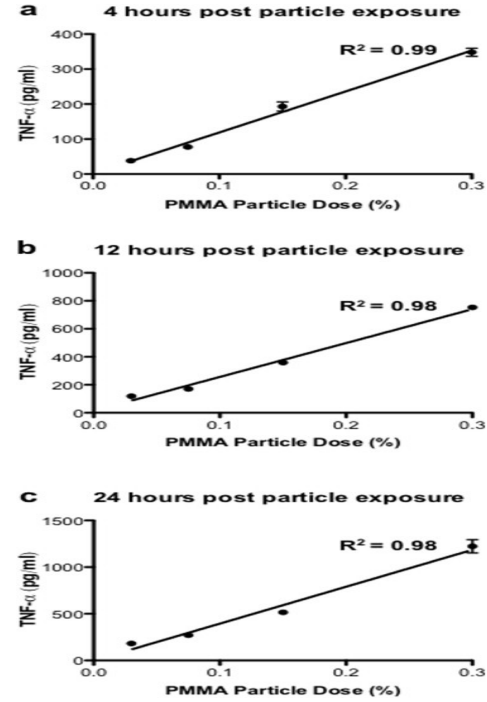 a 4 hours post particle exposure
400
300
200
100
0
TNF-α (pg/ml)
R² = 0.99
0.0 0.1 0.2 0.3
PMMA Particle Dose (%)
b 12 hours post particle exposure
1000
800
600
400
200
0
TNF-α (pg/ml)
R² = 0.98
0.0 0.1 0.2 0.3
PMMA Particle Dose (%)
c 24 hours post particle exposure
1500
1000
500
0
TNF-α (pg/ml)
R² = 0.98
0.0 0.1 0.2 0.3
PMMA Particle Dose (%)